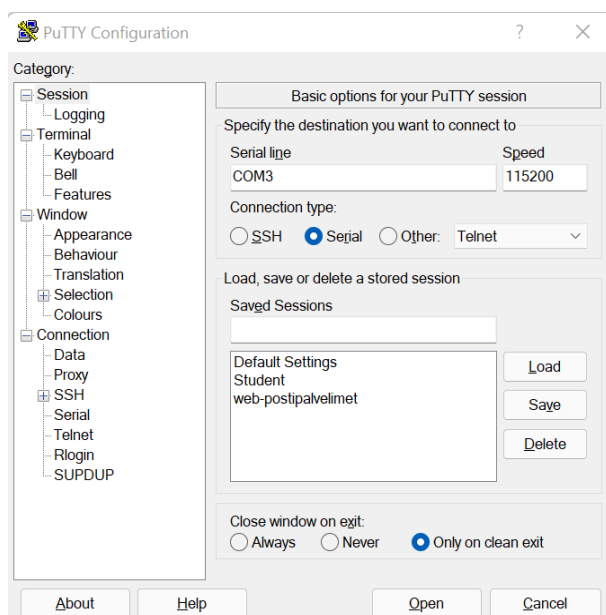 PuTTY Configuration ? ×
Category:
Session
Logging
Terminal
Keyboard
Bell
Features
Window
Appearance
Behaviour
Translation
Selection
Colours
Connection
Data
Proxy
SSH
Serial
Telnet
Rlogin
SUPDUP
Basic options for your PuTTY session
Specify the destination you want to connect to
Serial line Speed
COM3 115200
Connection type:
SSH Serial Other: Telnet
Load, save or delete a stored session
Saved Sessions
Default Settings
Student
web-postipalvelimet
Load
Save
Delete
Close window on exit:
Always Never Only on clean exit
About Help Open Cancel